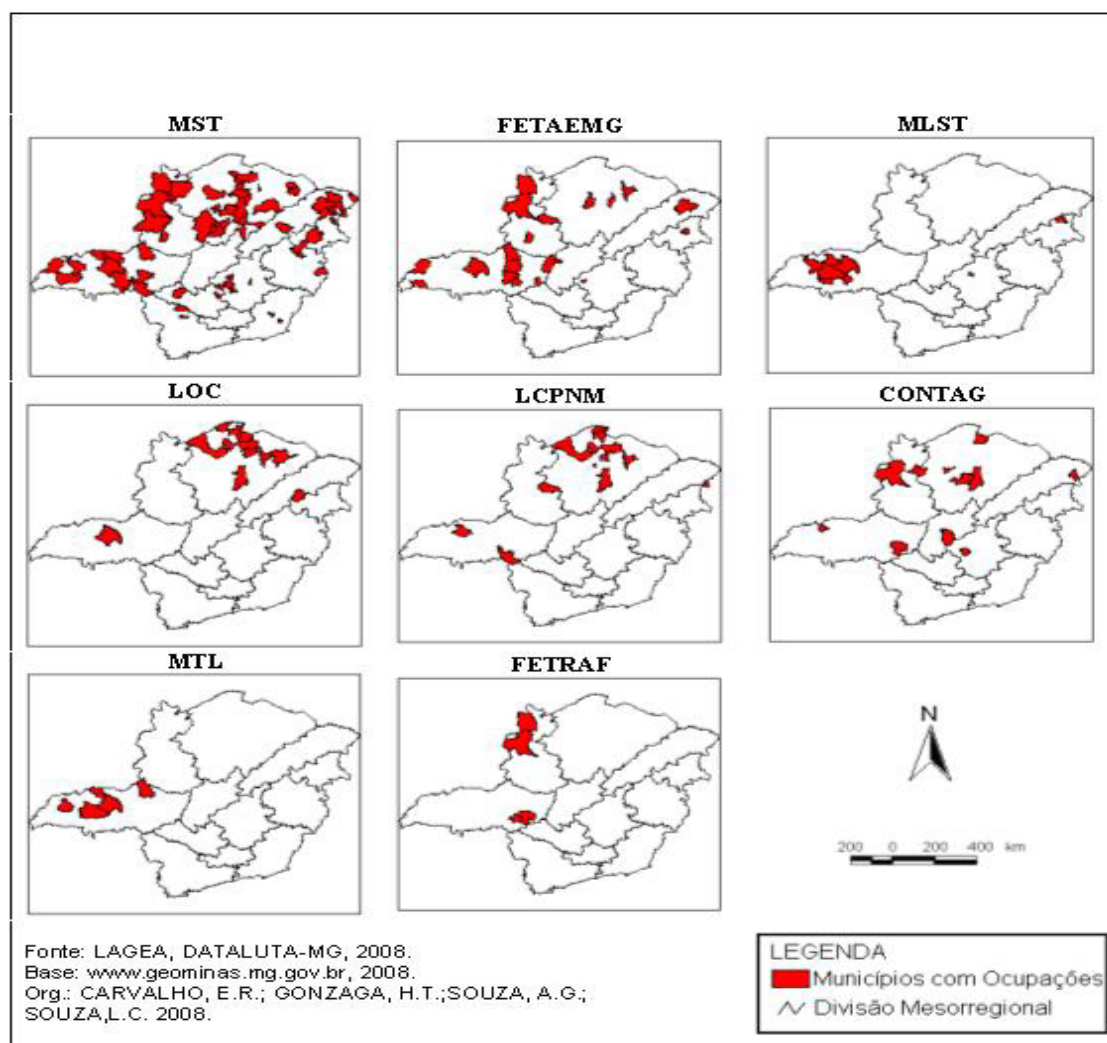 MST
FETAEMG
MLST
LOC
LCPNM
CONTAG
MTL
FETRAF
N
200 0 200 400 km
Fonte: LAGEA, DATALUTA-MG, 2008.
Base: www.geominas.mg.gov.br, 2008.
Org.: CARVALHO, E.R.; GONZAGA, H.T.;SOUZA, A.G.;
SOUZA,L.C. 2008.
LEGENDA
Municípios com Ocupações
Divisão Mesorregional